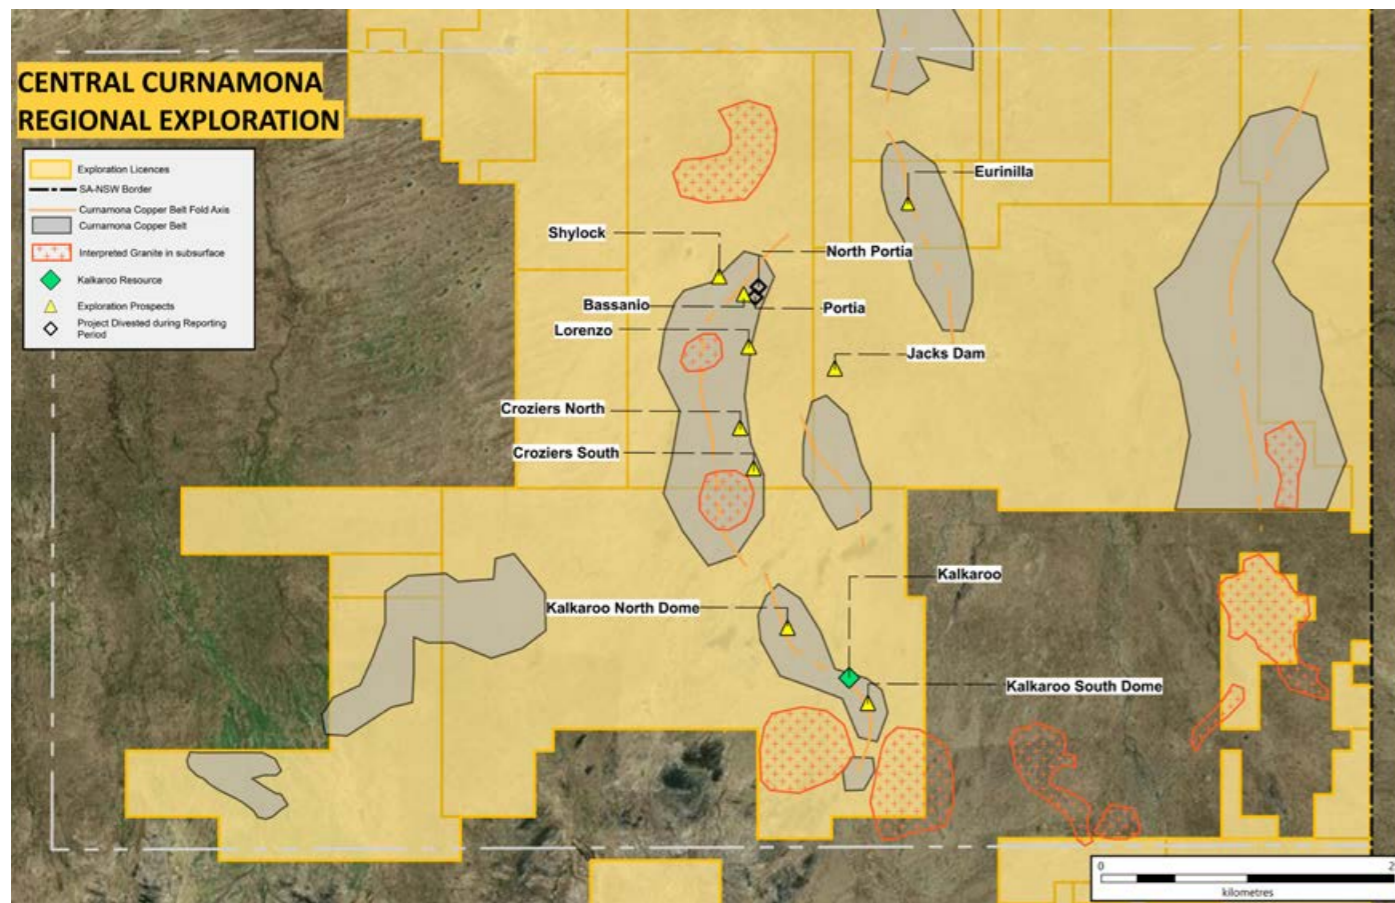 CENTRAL CURNAMONA
REGIONAL EXPLORATION
Exploration Licences
SA-NSW Border
Curnamona Copper Belt Fold Axis
Curnamona Copper Belt
Interpreted Granite in subsurface
Kalkaroo Resource
Exploration Prospects
Project Divested during Reporting
Period
Eurinilla
Shylock
North Portia
Bassanio
Portia
Lorenzo
Jacks Dam
Croziers North
Croziers South
Kalkaroo
Kalkaroo North Dome
Kalkaroo South Dome
0 2
kilometres